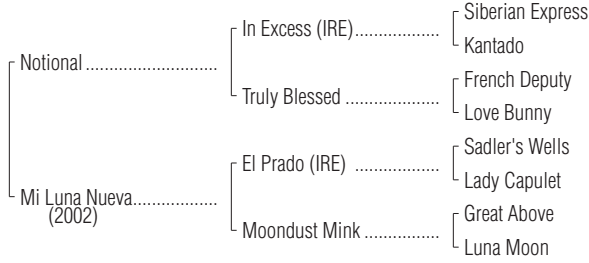 Siberian Express
In Excess (IRE)...................
Kantado
Notional .............................
French Deputy
Truly Blessed .....................
Love Bunny
Sadler's Wells
El Prado (IRE) ...................
Lady Capulet
Mi Luna Nueva..................
(2002)
Great Above
Moondust Mink .................
Luna Moon